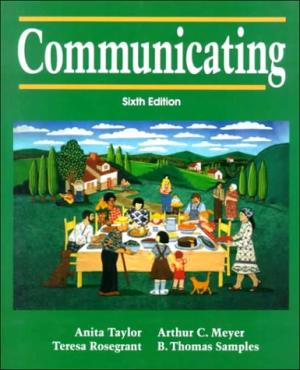 Communicating
Sixth Edition
Anita Taylor Arthur C. Meyer
Teresa Rosegrant B. Thomas Samples